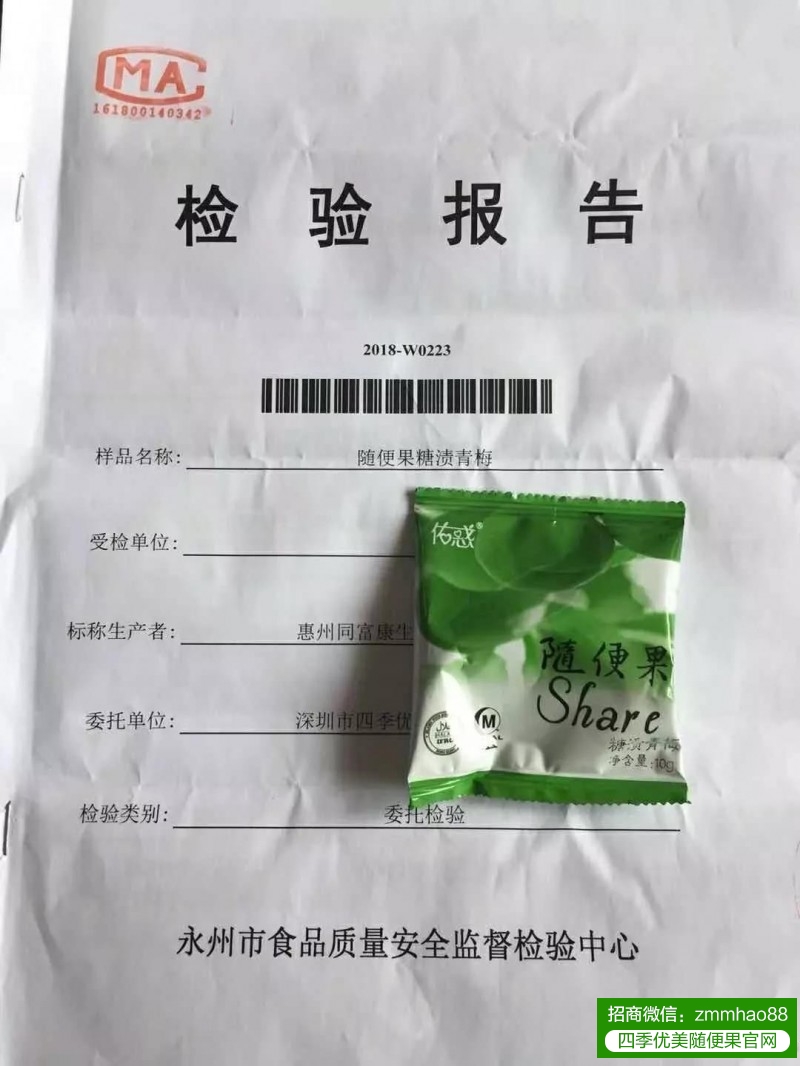 MA
161800140342
检验报告
2018-W0223
样品名称: 随便果糖渍青梅
受检单位:
标称生产者: 惠州同富康生
委托单位: 深圳市四季优
检验类别: 委托检验
佑惑®
随便果
Share
M
糖渍青梅
净含量:10g
永州市食品质量安全监督检验中心
招商微信：zmmhao88
四季优美随便果官网